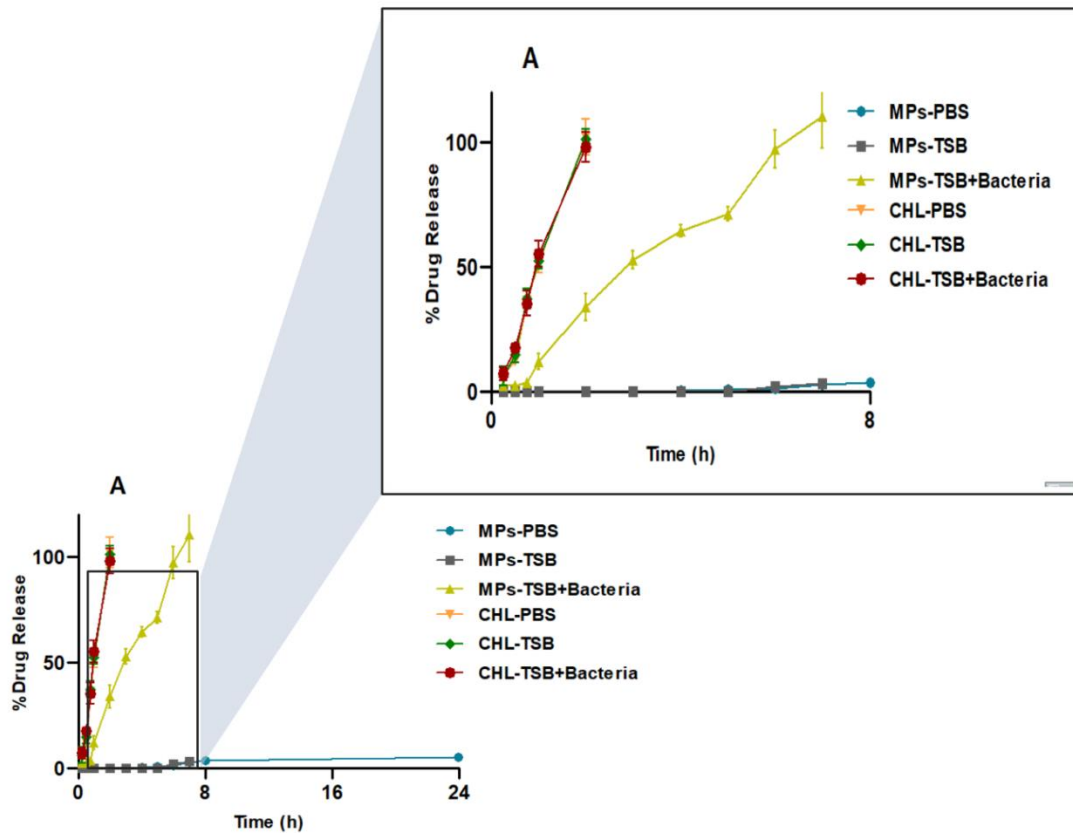 A
%Drug Release
100
50
0
0
8
Time (h)
MPs-PBS
MPs-TSB
MPs-TSB+Bacteria
CHL-PBS
CHL-TSB
CHL-TSB+Bacteria
A
%Drug Release
100
50
0
0
8
16
24
Time (h)
MPs-PBS
MPs-TSB
MPs-TSB+Bacteria
CHL-PBS
CHL-TSB
CHL-TSB+Bacteria